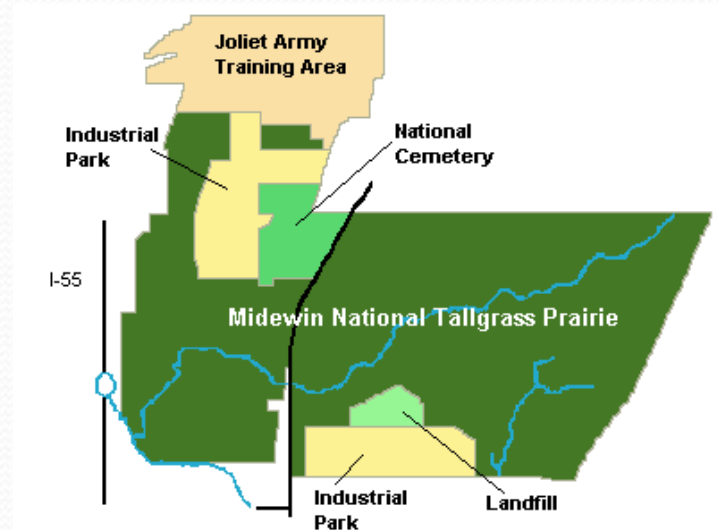 Joliet Army
Training Area
Industrial
Park
National
Cemetery
I-55
Midewin National Tallgrass Prairie
Industrial
Park
Landfill